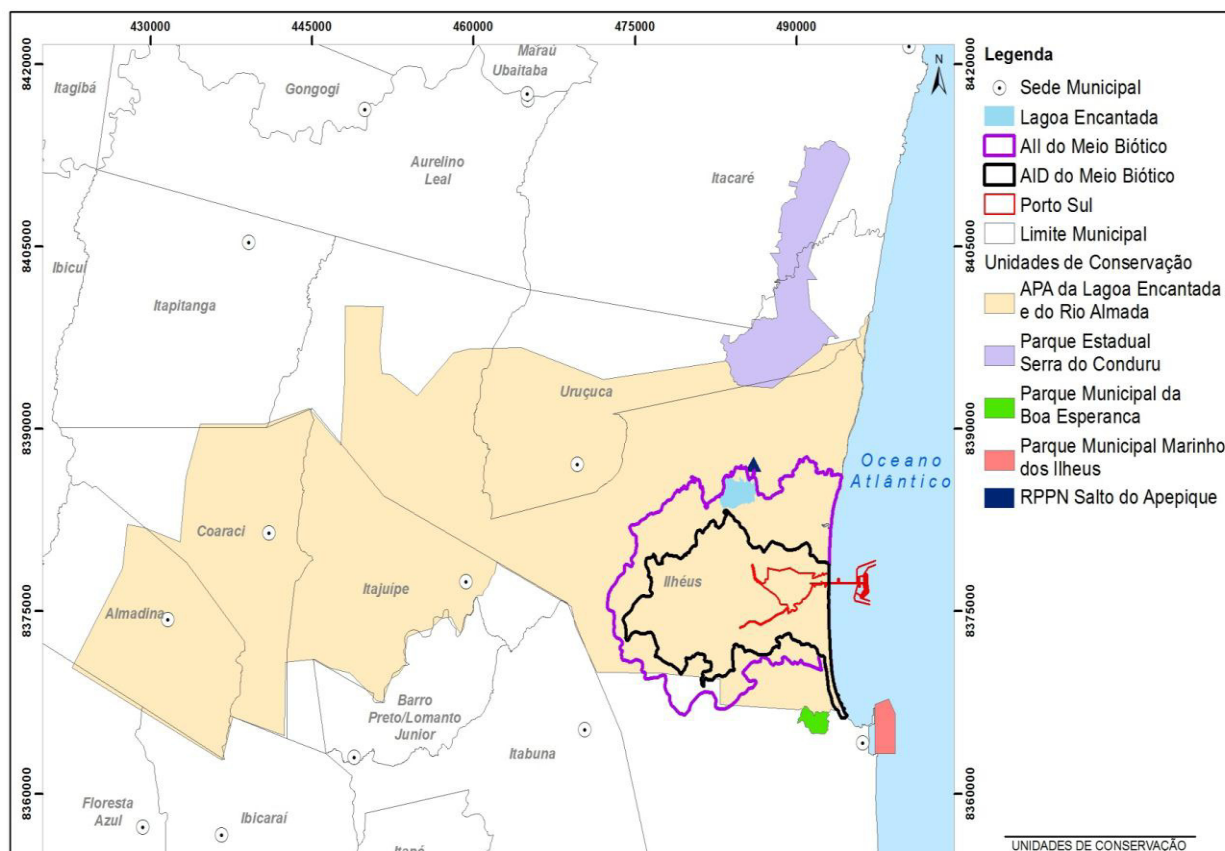 430000
445000
460000
475000
490000
8420000
8405000
8390000
8375000
8360000
8420000
8405000
8390000
8375000
8360000
N
Itagibá
Gongogi
Maraú
Ubaitaba
Aurelino
Leal
Itacaré
Ibicuí
Itapitanga
Uruçuca
Coaraci
Itajuípe
Almadina
Ilhéus
Oceano
Atlântico
Barro
Preto/Lomanto
Junior
Itabuna
Floresta
Azul
Ibicaraí
Legenda
Sede Municipal
Lagoa Encantada
AII do Meio Biótico
AID do Meio Biótico
Porto Sul
Limite Municipal
Unidades de Conservação
APA da Lagoa Encantada
e do Rio Almada
Parque Estadual
Serra do Conduru
Parque Municipal da
Boa Esperanca
Parque Municipal Marinho
dos Ilheus
RPPN Salto do Apepique
UNIDADES DE CONSERVAÇÃO